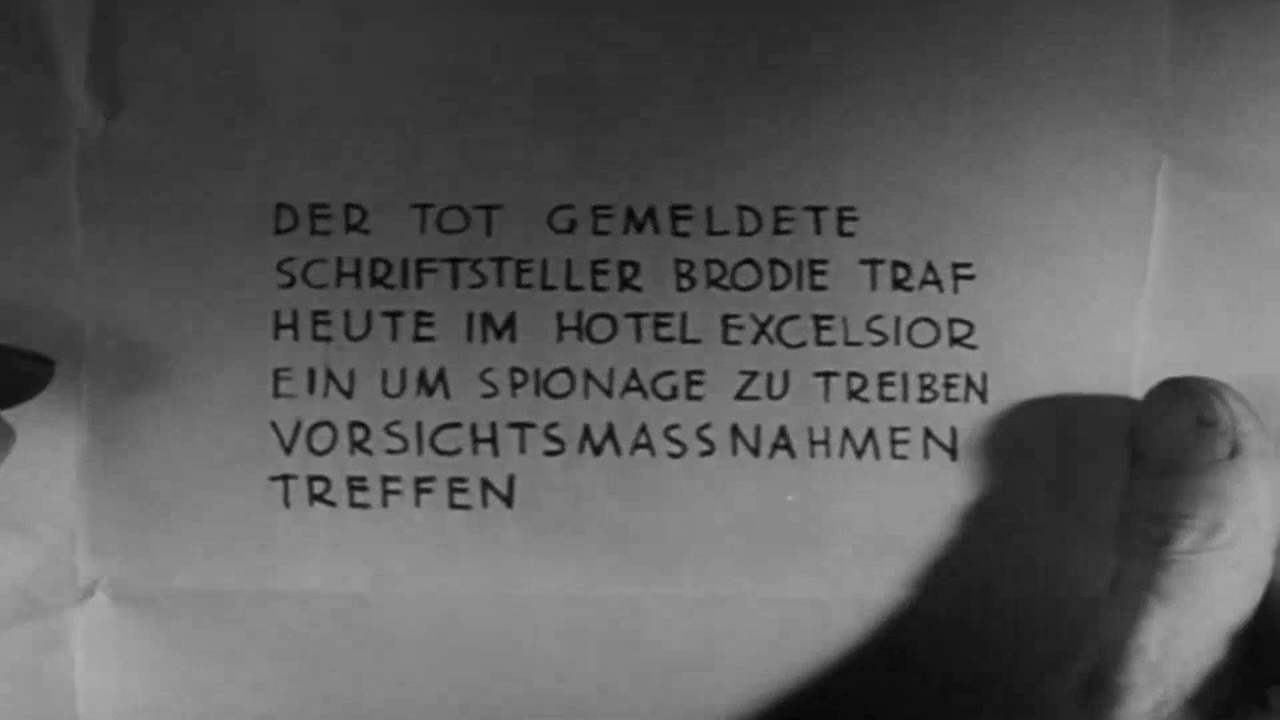 DER TOT GEMELDETE
SCHRIFTSTELLER BRODIE TRAF
HEUTE IM HOTEL EXCELSIOR
EIN UM SPIONAGE ZU TREIBEN
VORSICHTSMASSNAHMEN
TREFFEN